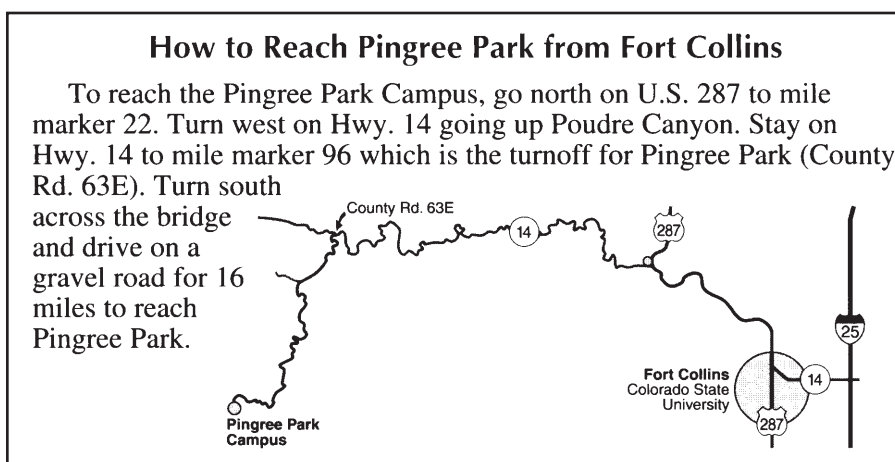 How to Reach Pingree Park from Fort Collins
To reach the Pingree Park Campus, go north on U.S. 287 to mile
marker 22. Turn west on Hwy. 14 going up Poudre Canyon. Stay on
Hwy. 14 to mile marker 96 which is the turnoff for Pingree Park (County
Rd. 63E). Turn south
across the bridge
and drive on a
gravel road for 16
miles to reach
Pingree Park.
County Rd. 63E
14
287
25
Fort Collins
Colorado State
University
14
287
Pingree Park
Campus